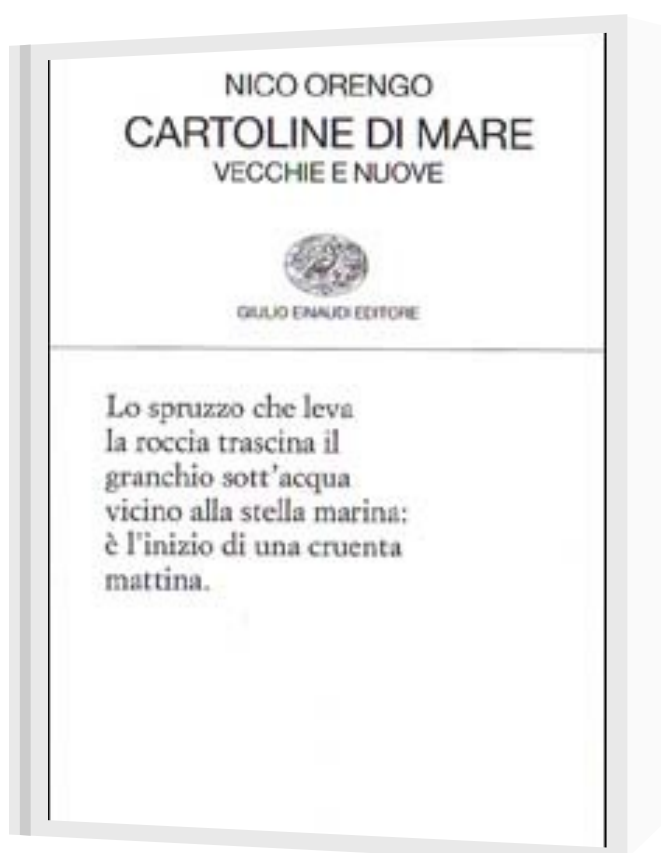 NICO ORENGO
CARTOLINE DI MARE
VECCHIE E NUOVE
GIULIO EINAUDI EDITORE
Lo spruzzo che leva
la roccia trascina il
granchio sott'acqua
vicino alla stella marina:
è l'inizio di una cruenta
mattina.